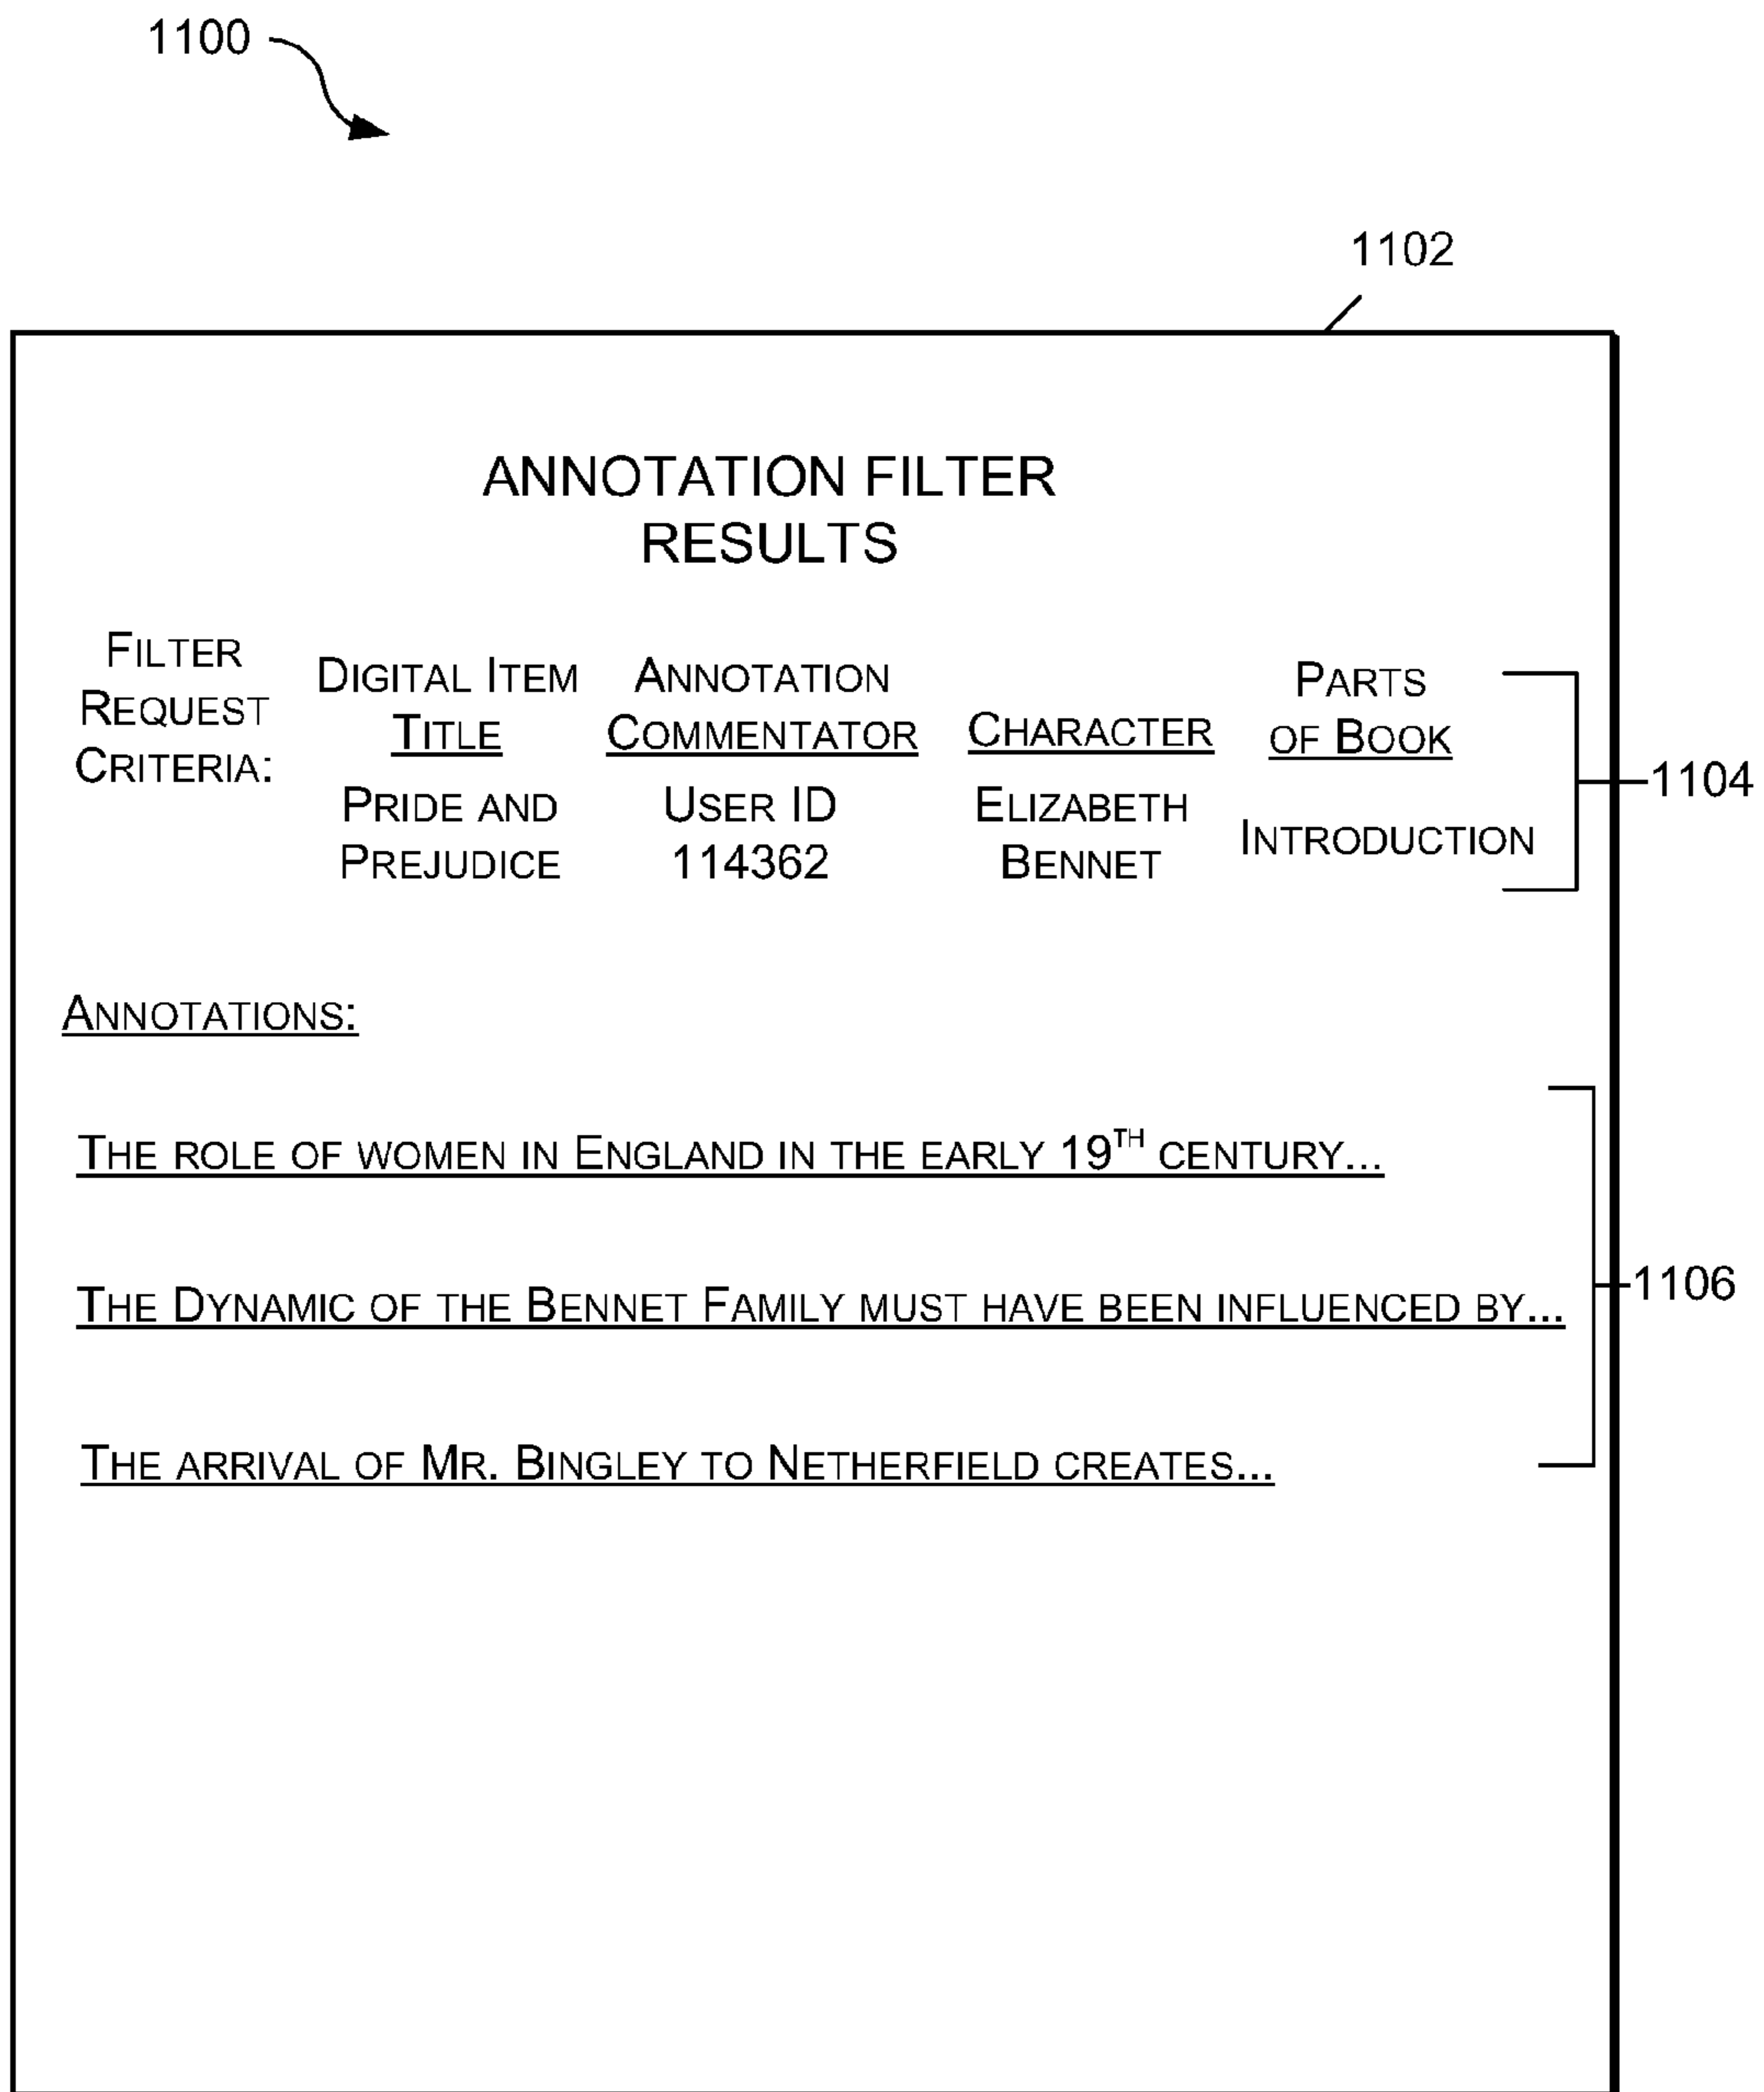 1100
1102
ANNOTATION FILTER
RESULTS
FILTER
REQUEST
CRITERIA:
DIGITAL ITEM
TITLE
PRIDE AND
PREJUDICE
ANNOTATION
COMMENTATOR
USER ID
114362
CHARACTER
ELIZABETH
BENNET
PARTS
OF BOOK
INTRODUCTION
1104
ANNOTATIONS:
THE ROLE OF WOMEN IN ENGLAND IN THE EARLY 19TH CENTURY...
THE DYNAMIC OF THE BENNET FAMILY MUST HAVE BEEN INFLUENCED BY...
1106
THE ARRIVAL OF MR. BINGLEY TO NETHERFIELD CREATES...